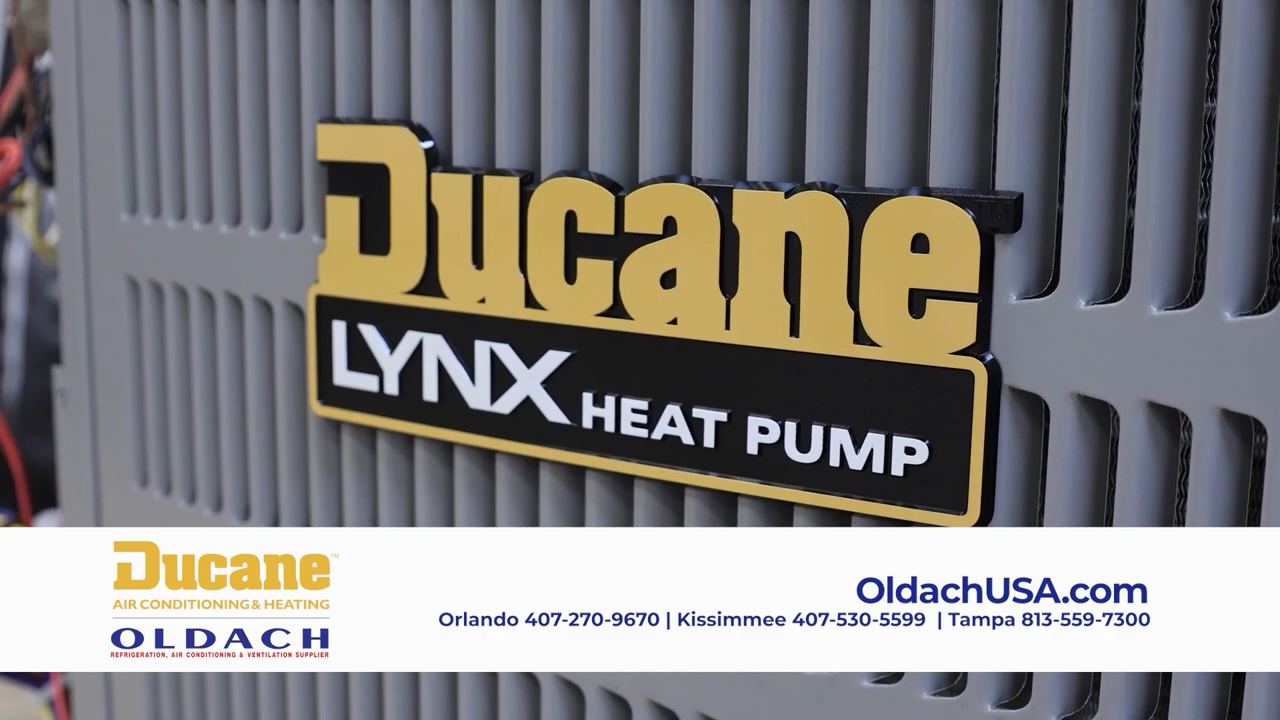 Ducane
LYNX HEAT PUMP
Ducane™
AIR CONDITIONING & HEATING
OLDACH
REFRIGERATION, AIR CONDITIONING & VENTILATION SUPPLIER
OldachUSA.com
Orlando 407-270-9670 | Kissimmee 407-530-5599 | Tampa 813-559-7300